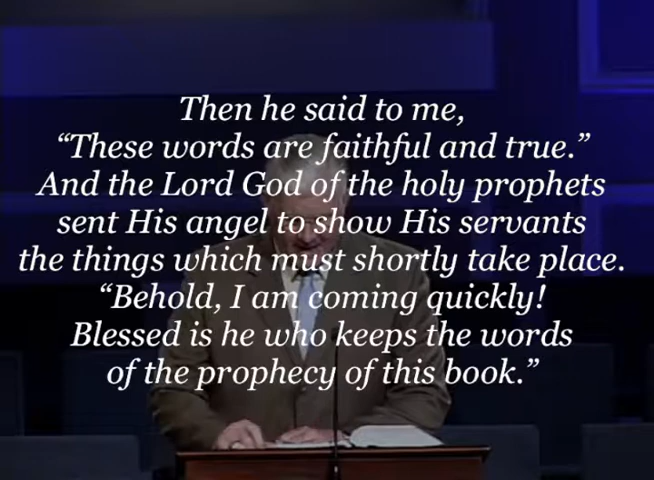 Then he said to me,
“These words are faithful and true.”
And the Lord God of the holy prophets
sent His angel to show His servants
the things which must shortly take place.
“Behold, I am coming quickly!
Blessed is he who keeps the words
of the prophecy of this book.”